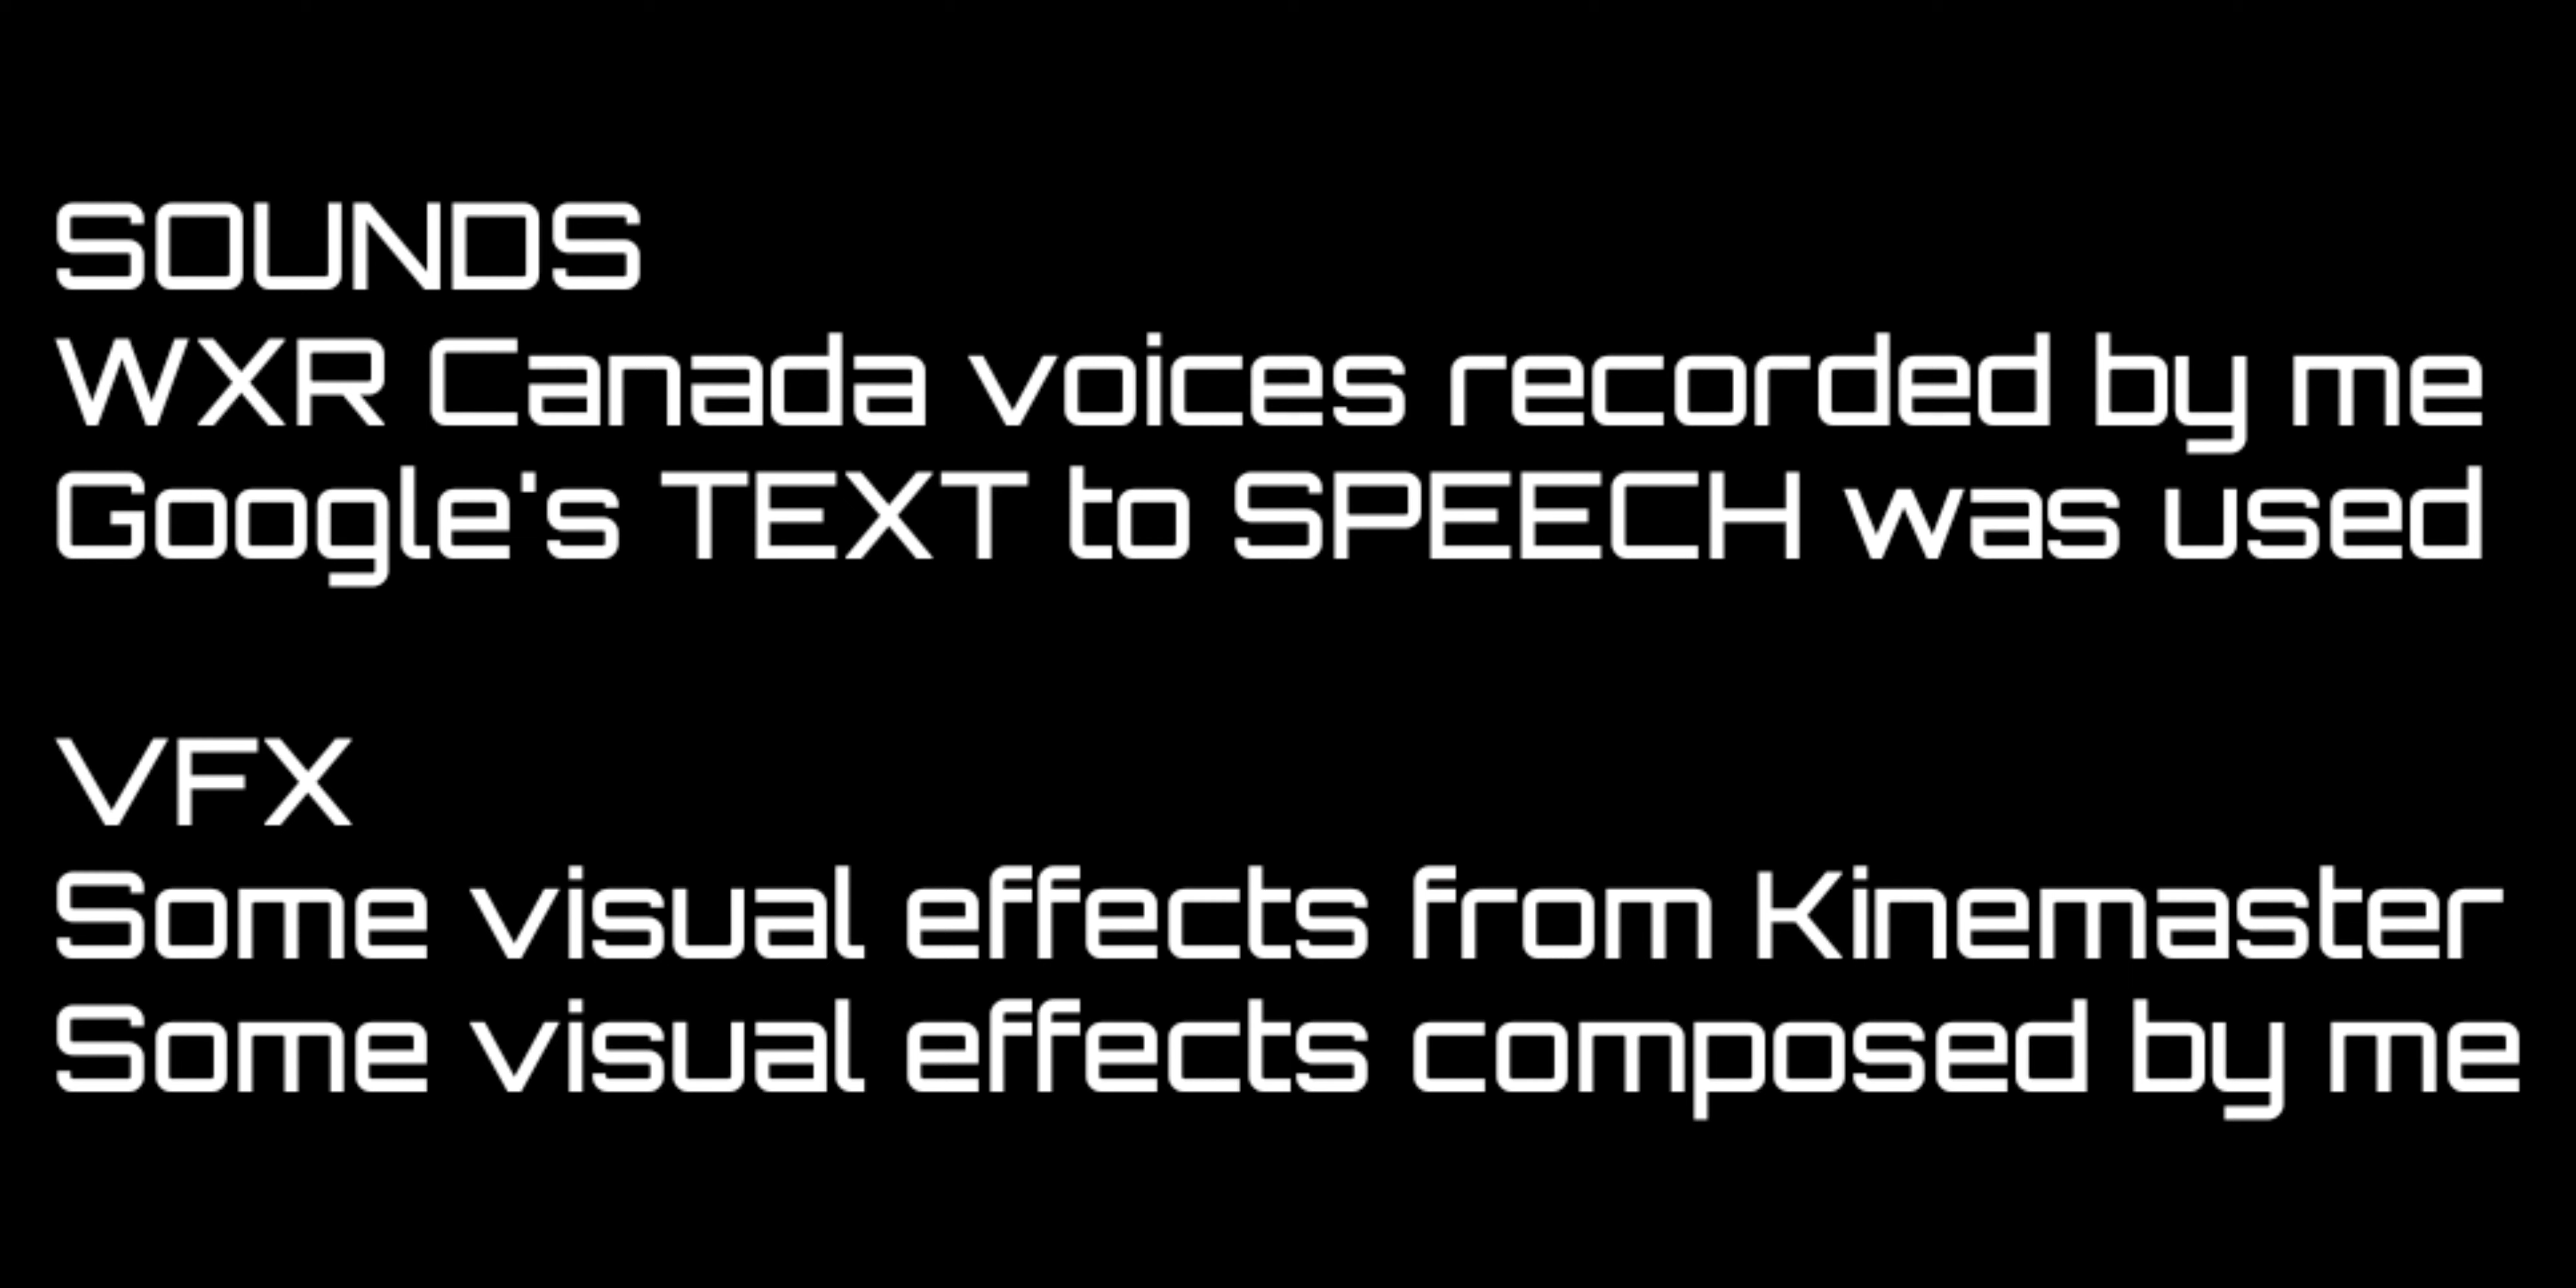 SOUNDS
WXR Canada voices recorded by me
Google's TEXT to SPEECH was used
VFX
Some visual effects from Kinemaster
Some visual effects composed by me